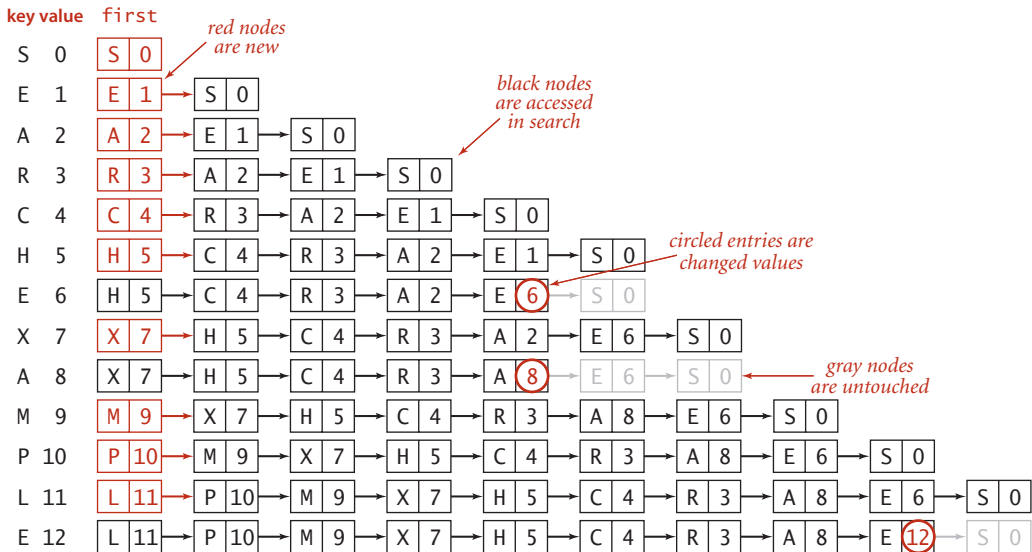 key value first
red nodes
are new
S 0 S 0
E 1 E 1 S 0
black nodes
are accessed
in search
A 2 A 2 E 1 S 0
R 3 R 3 A 2 E 1 S 0
C 4 C 4 R 3 A 2 E 1 S 0
circled entries are
changed values
H 5 H 5 C 4 R 3 A 2 E 1 S 0
E 6 H 5 C 4 R 3 A 2 E 6 S 0
X 7 X 7 H 5 C 4 R 3 A 2 E 6 S 0
A 8 X 7 H 5 C 4 R 3 A 8 E 6 S 0
gray nodes
are untouched
M 9 M 9 X 7 H 5 C 4 R 3 A 8 E 6 S 0
P 10 P 10 M 9 X 7 H 5 C 4 R 3 A 8 E 6 S 0
L 11 L 11 P 10 M 9 X 7 H 5 C 4 R 3 A 8 E 6 S 0
E 12 L 11 P 10 M 9 X 7 H 5 C 4 R 3 A 8 E 12 S 0